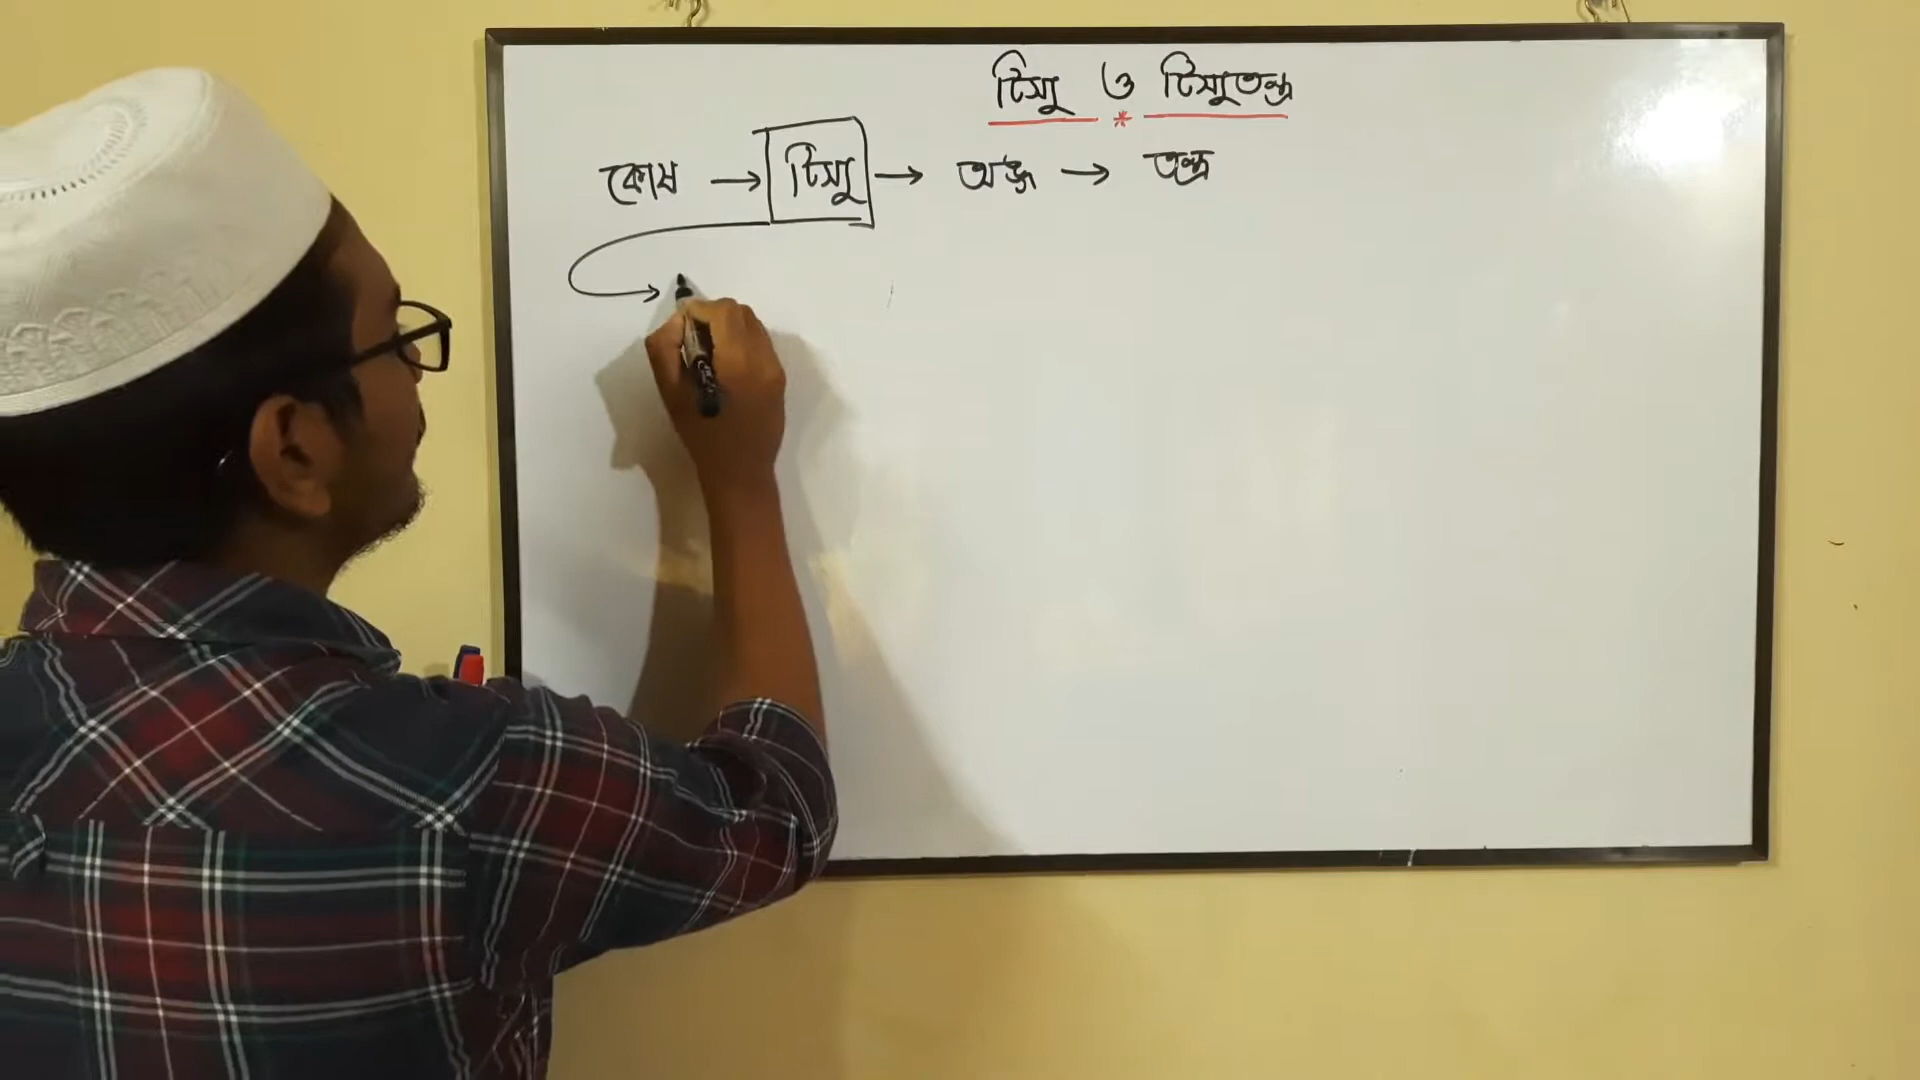 টিস্যু ও টিস্যুতন্ত্র
*
কোষ → টিস্যু → অঙ্গ → তন্ত্র